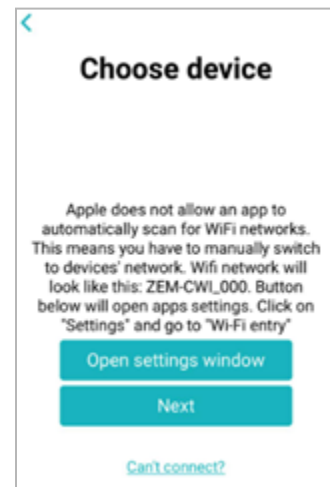 Choose device
Apple does not allow an app to
automatically scan for WiFi networks.
This means you have to manually switch
to devices' network. Wifi network will
look like this: ZEM-CWI_000. Button
below will open apps settings. Click on
"Settings" and go to "Wi-Fi entry"
Open settings window
Next
Can't connect?